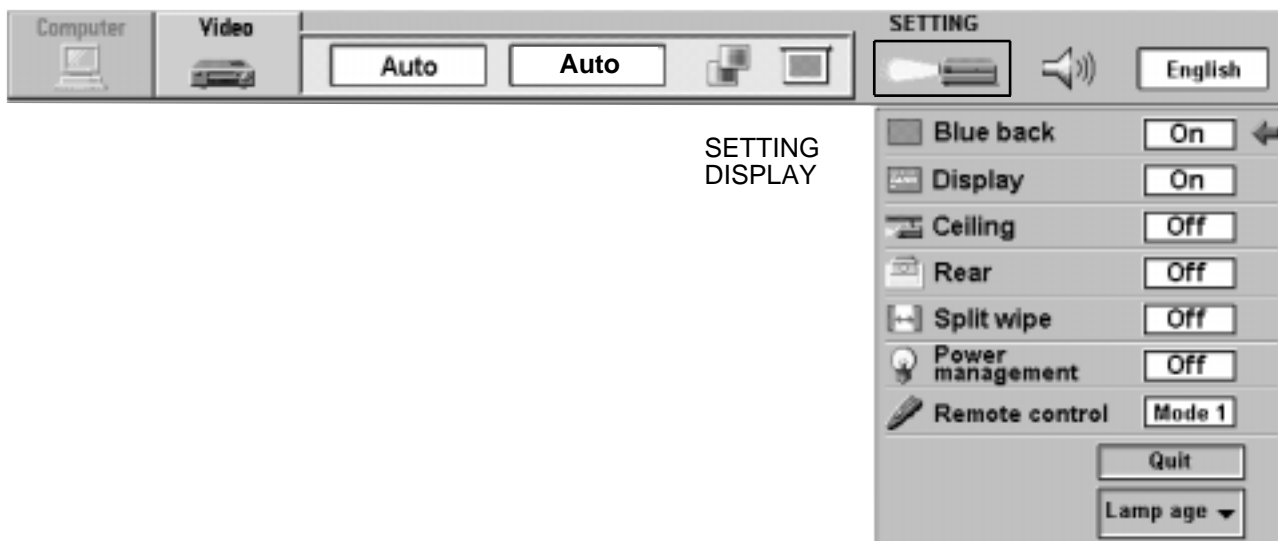 Computer
Video
SETTING
Auto
Auto
English
SETTING
DISPLAY
Blue back On
Display On
Ceiling Off
Rear Off
Split wipe Off
Power
management Off
Remote control Mode 1
Quit
Lamp age